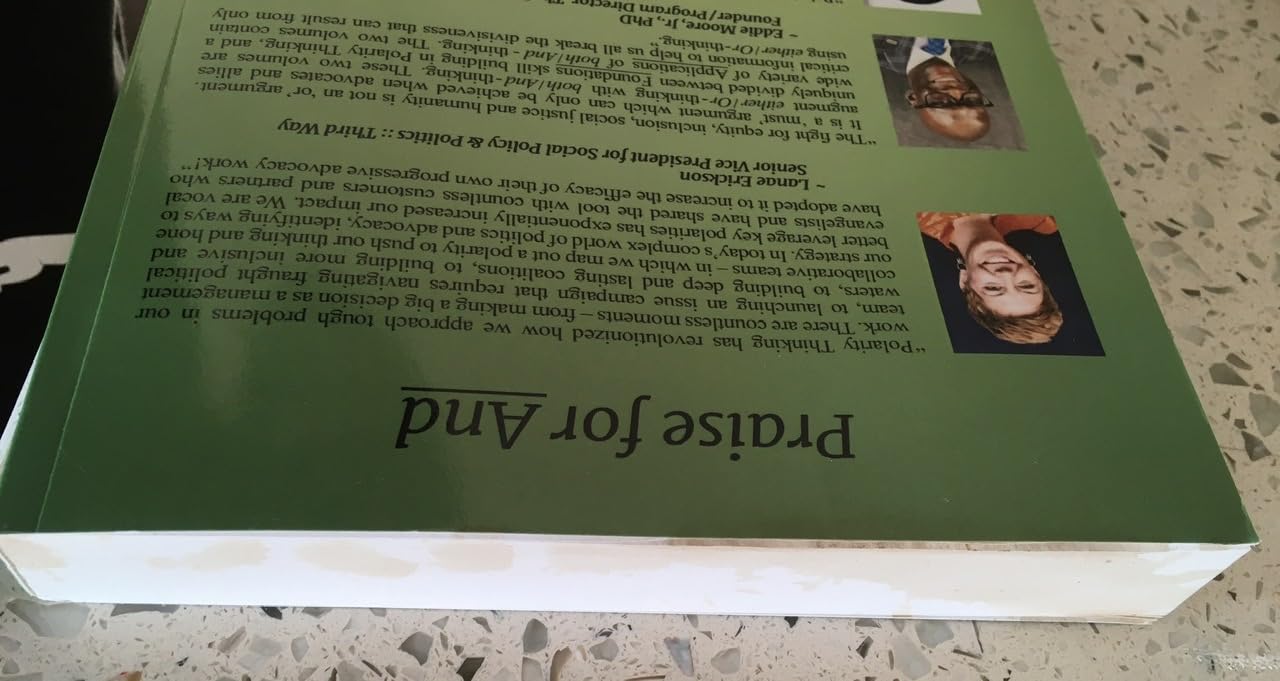 Praise for And
“Polarity Thinking has revolutionized how we approach tough problems in our
work. There are countless moments – from making a big decision as a management
team, to launching an issue campaign that requires navigating fraught political
waters, to building deep and lasting coalitions, to building more inclusive and
collaborative teams – in which we map out a polarity to push our thinking and hone
our strategy. In today’s complex world of politics and advocacy, identifying ways to
better leverage key polarities has exponentially increased our impact. We are vocal
evangelists and have shared the tool with countless customers and partners who
have adopted it to increase the efficacy of their own progressive advocacy work!”
~ Lanae Erickson
Senior Vice President for Social Policy & Politics :: Third Way
“The fight for equity, inclusion, social justice and humanity is not an ‘or’ argument.
It is a ‘must’ argument which can only be achieved when advocates and allies
augment either/Or-thinking with both/And-thinking. These two volumes are
uniquely divided between Foundations skill building in Polarity Thinking, and a
wide variety of Applications of both/And - thinking. The two volumes contain
critical information to help us all break the divisiveness that can result from only
using either/Or-thinking.”
~ Eddie Moore, Jr., PhD
Founder/Program Director